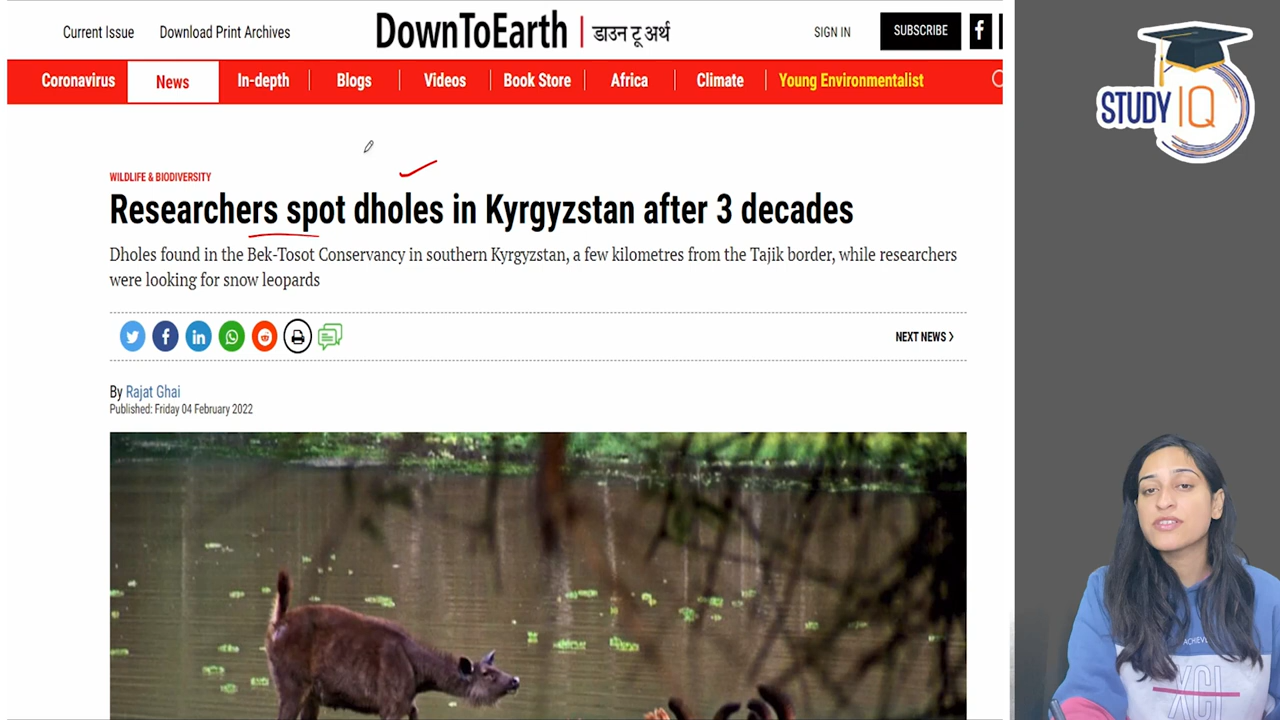 Current Issue
Download Print Archives
DownToEarth | डाउन टू अर्थ
SIGN IN
SUBSCRIBE
Coronavirus
News
In-depth
Blogs
Videos
Book Store
Africa
Climate
Young Environmentalist
WILDLIFE & BIODIVERSITY
Researchers spot dholes in Kyrgyzstan after 3 decades
Dholes found in the Bek-Tosot Conservancy in southern Kyrgyzstan, a few kilometres from the Tajik border, while researchers
were looking for snow leopards
NEXT NEWS
By Rajat Ghai
Published: Friday 04 February 2022
STUDY IQ
XCI